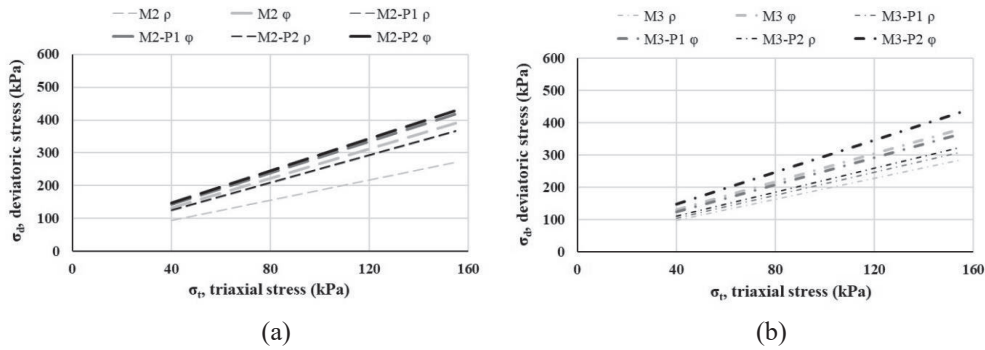 M2 ρ M2 φ M2-P1 ρ
M2-P1 φ M2-P2 ρ M2-P2 φ
600
500
400
300
200
100
0
0 40 80 120 160
σd, deviatoric stress (kPa)
σt, triaxial stress (kPa)
(a)
M3 ρ M3 φ M3-P1 ρ
M3-P1 φ M3-P2 ρ M3-P2 φ
600
500
400
300
200
100
0
0 40 80 120 160
σd, deviatoric stress (kPa)
σt, triaxial stress (kPa)
(b)